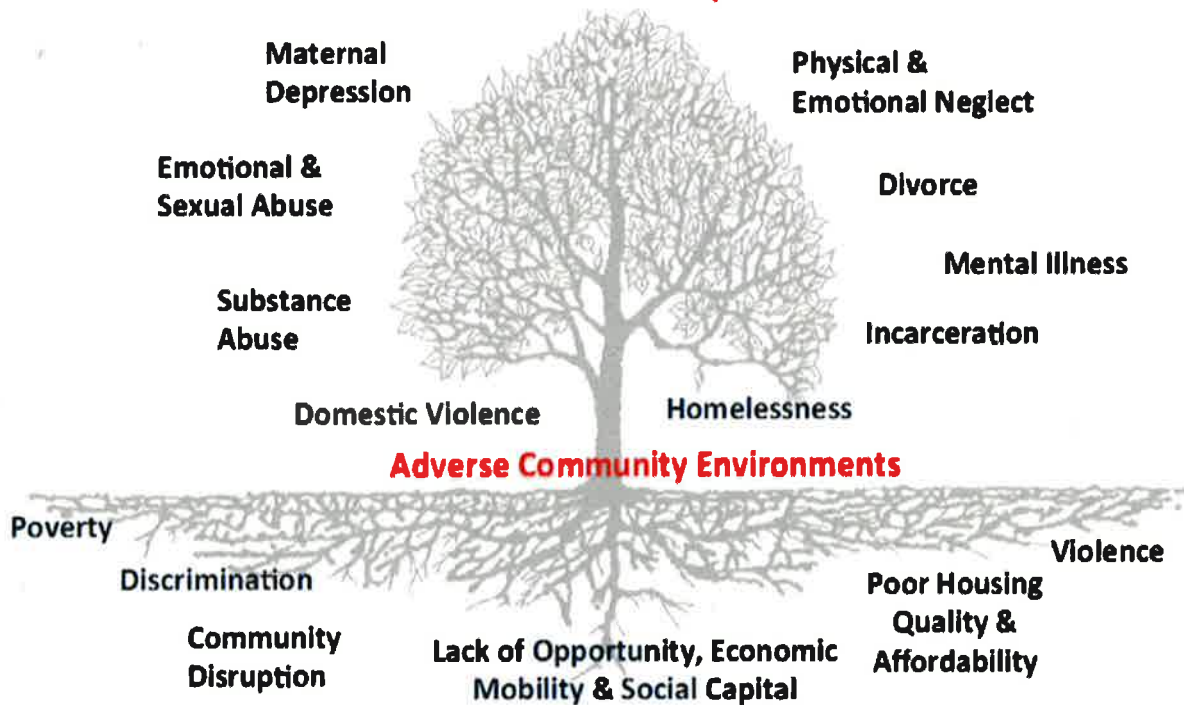 Maternal
Depression
Physical &
Emotional Neglect
Emotional &
Sexual Abuse
Divorce
Mental Illness
Substance
Abuse
Incarceration
Domestic Violence
Homelessness
Adverse Community Environments
Poverty
Violence
Discrimination
Poor Housing
Quality &
Affordability
Community
Disruption
Lack of Opportunity, Economic
Mobility & Social Capital